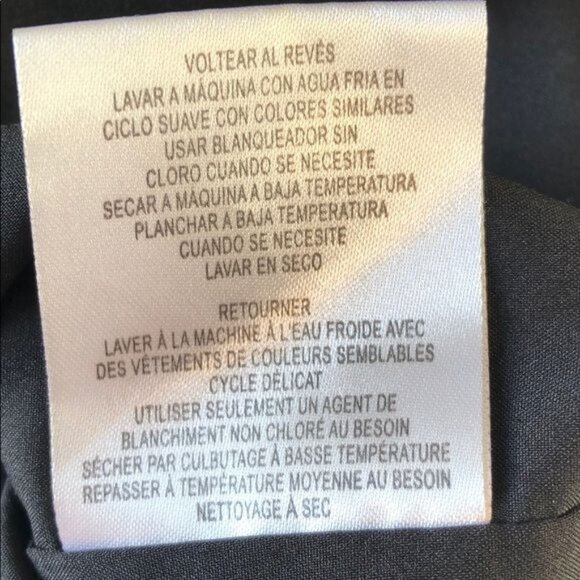 VOLTEAR AL REVÉS
LAVAR A MÁQUINA CON AGUA FRIA EN
CICLO SUAVE CON COLORES SIMILARES
USAR BLANQUEADOR SIN
CLORO CUANDO SE NECESITE
SECAR A MAQUINA A BAJA TEMPERATURA
PLANCHAR A BAJA TEMPERATURA
CUANDO SE NECESITE
LAVAR EN SECO
RETOURNER
LAVER À LA MACHINE À L'EAU FROIDE AVEC
DES VÉTEMENTS DE COULEURS SEMBLABLES
CYCLE DÉLICAT
UTILISER SEULEMENT UN AGENT DE
BLANCHIMENT NON CHLORÉ AU BESOIN
SÉCHER PAR CULBUTAGE À BASSE TEMPÉRATURE
REPASSER À TEMPÉRATURE MOYENNE AU BESOIN
NETTOYAGE À SEC